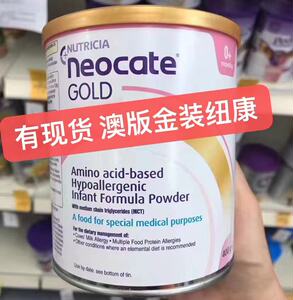 NUTRICIA
neocate®
GOLD
0+
有现货 澳版金装纽康
Amino acid-based
Hypoallergenic
Infant Formula Powder
With medium chain triglycerides (MCT)
A food for special medical purposes
For the dietary management of:
• Cows' Milk Allergy • Multiple Food Protein Allergies
• Other conditions where an elemental diet is recommended
Use by date: see bottom of tin.